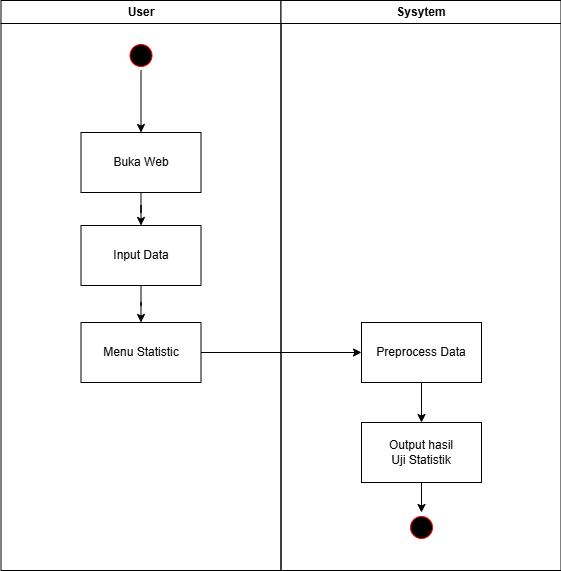 User
Sysytem
Buka Web
Input Data
Menu Statistic
Preprocess Data
Output hasil
Uji Statistik